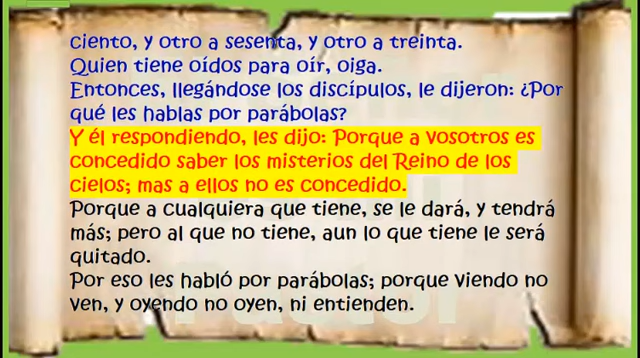 ciento, y otro a sesenta, y otro a treinta.
Quien tiene oídos para oír, oiga.
Entonces, llegándose los discípulos, le dijeron: ¿Por
qué les hablas por parábolas?
Y él respondiendo, les dijo: Porque a vosotros es
concedido saber los misterios del Reino de los
cielos; mas a ellos no es concedido.
Porque a cualquiera que tiene, se le dará, y tendrá
más; pero al que no tiene, aun lo que tiene le será
quitado.
Por eso les habló por parábolas; porque viendo no
ven, y oyendo no oyen, ni entienden.